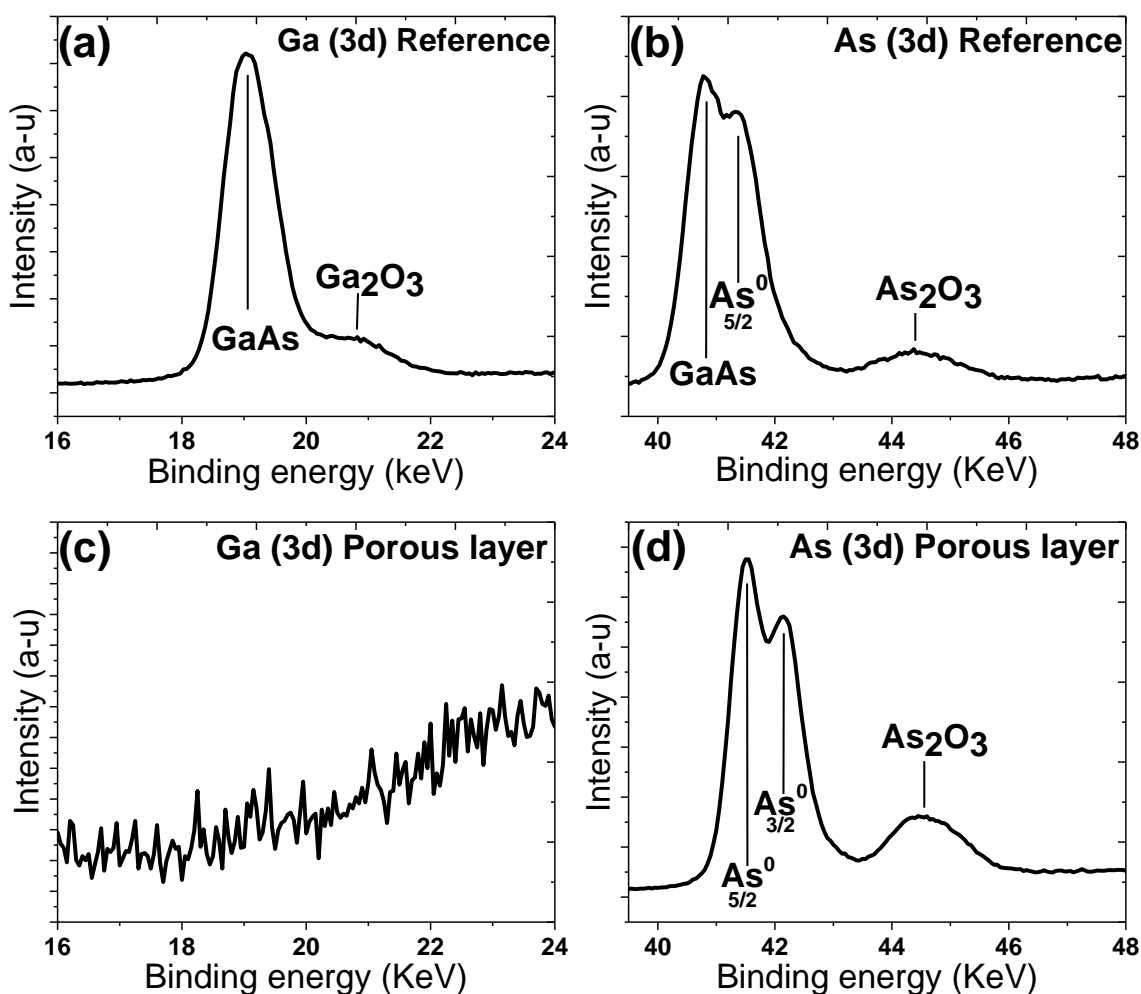 (a) Ga (3d) Reference
Intensity (a-u)
Ga2O3
GaAs
16 18 20 22 24
Binding energy (keV)
(b) As (3d) Reference
Intensity (a-u)
As0
5/2
As2O3
GaAs
40 42 44 46 48
Binding energy (KeV)
(c) Ga (3d) Porous layer
Intensity (a-u)
16 18 20 22 24
Binding energy (KeV)
(d) As (3d) Porous layer
Intensity (a-u)
As2O3
As0
3/2
As0
5/2
40 42 44 46 48
Binding energy (KeV)